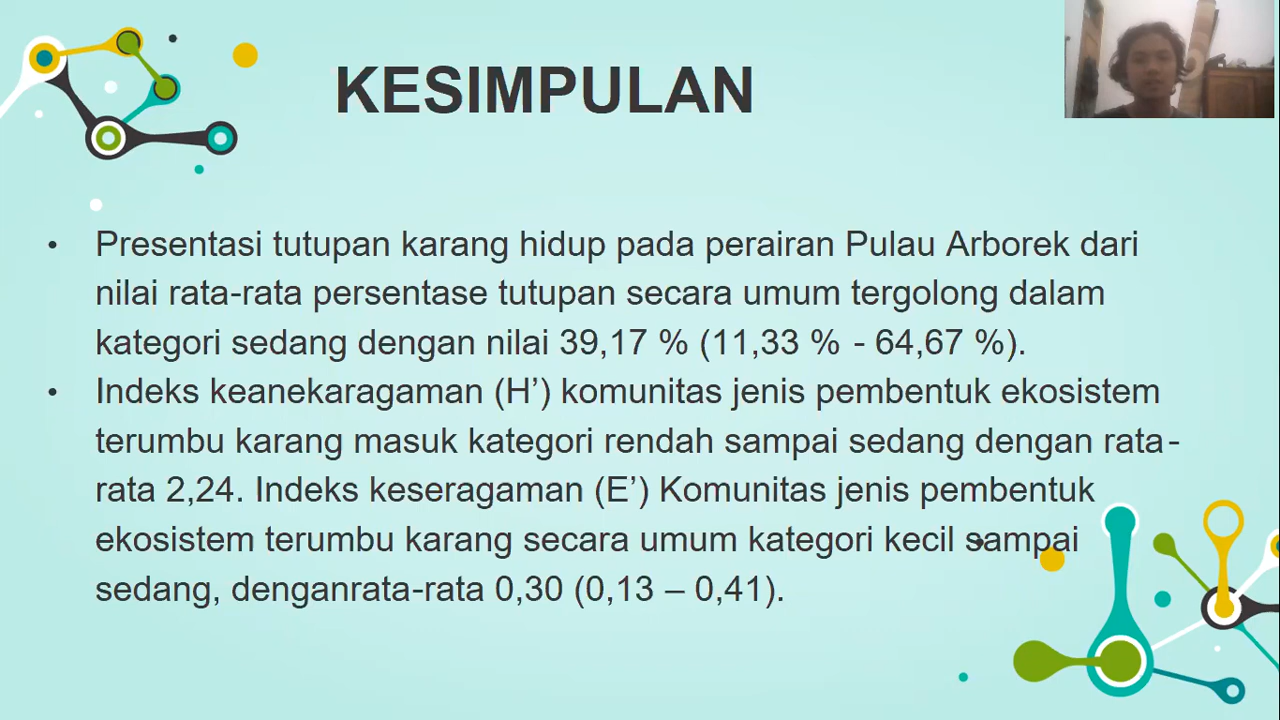 KESIMPULAN
• Presentasi tutupan karang hidup pada perairan Pulau Arborek dari
nilai rata-rata persentase tutupan secara umum tergolong dalam
kategori sedang dengan nilai 39,17 % (11,33 % - 64,67 %).
• Indeks keanekaragaman (H’) komunitas jenis pembentuk ekosistem
terumbu karang masuk kategori rendah sampai sedang dengan rata-
rata 2,24. Indeks keseragaman (E’) Komunitas jenis pembentuk
ekosistem terumbu karang secara umum kategori kecil sampai
sedang, denganrata-rata 0,30 (0,13 – 0,41).